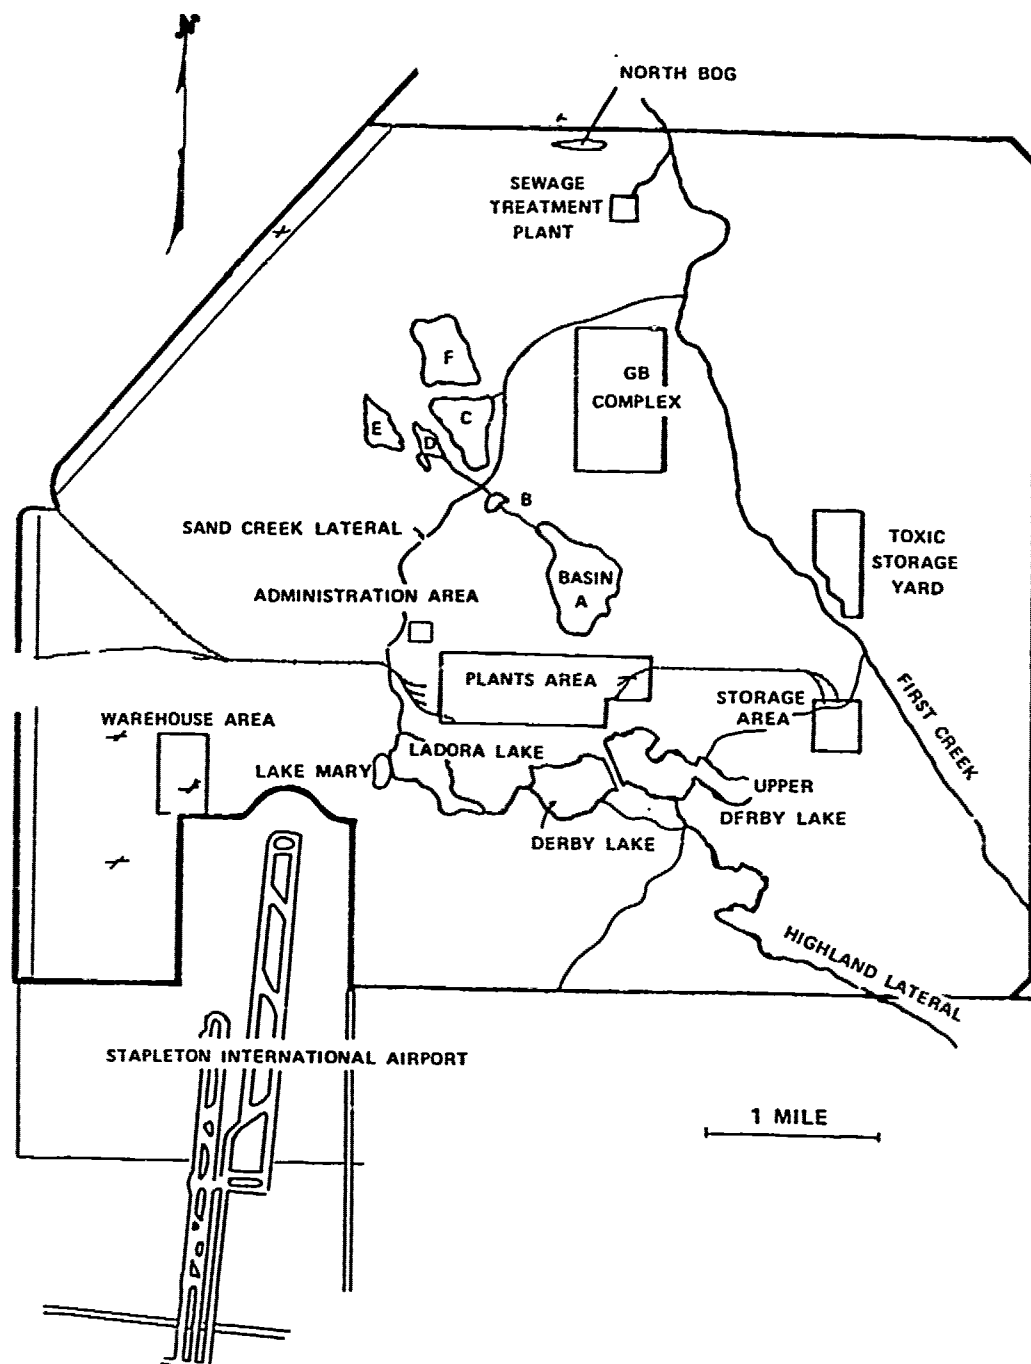 N
NORTH BOG
SEWAGE
TREATMENT
PLANT
F
GB
COMPLEX
E
D
C
B
SAND CREEK LATERAL
TOXIC
STORAGE
YARD
BASIN
A
ADMINISTRATION AREA
PLANTS AREA
STORAGE
AREA
FIRST CREEK
WAREHOUSE AREA
LADORA LAKE
LAKE MARY
UPPER
DERBY LAKE
DERBY LAKE
HIGHLAND LATERAL
STAPLETON INTERNATIONAL AIRPORT
1 MILE